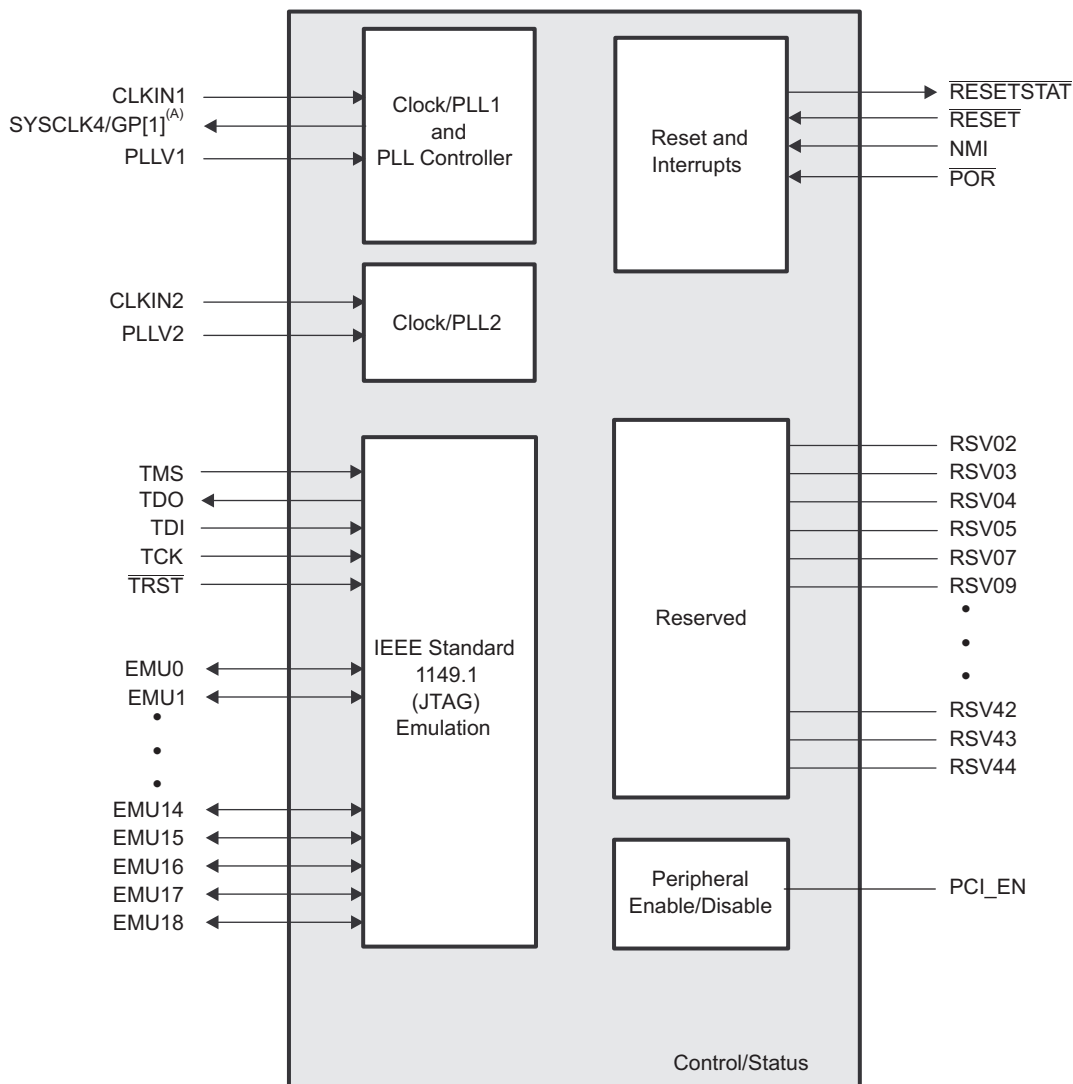 CLKIN1
SYSCLK4/GP[1](A)
PLLV1
Clock/PLL1
and
PLL Controller
Reset and
Interrupts
RESETSTAT
RESET
NMI
POR
CLKIN2
PLLV2
Clock/PLL2
TMS
TDO
TDI
TCK
TRST
EMU0
EMU1
•
•
•
EMU14
EMU15
EMU16
EMU17
EMU18
IEEE Standard
1149.1
(JTAG)
Emulation
Reserved
RSV02
RSV03
RSV04
RSV05
RSV07
RSV09
•
•
•
RSV42
RSV43
RSV44
Peripheral
Enable/Disable
PCI_EN
Control/Status